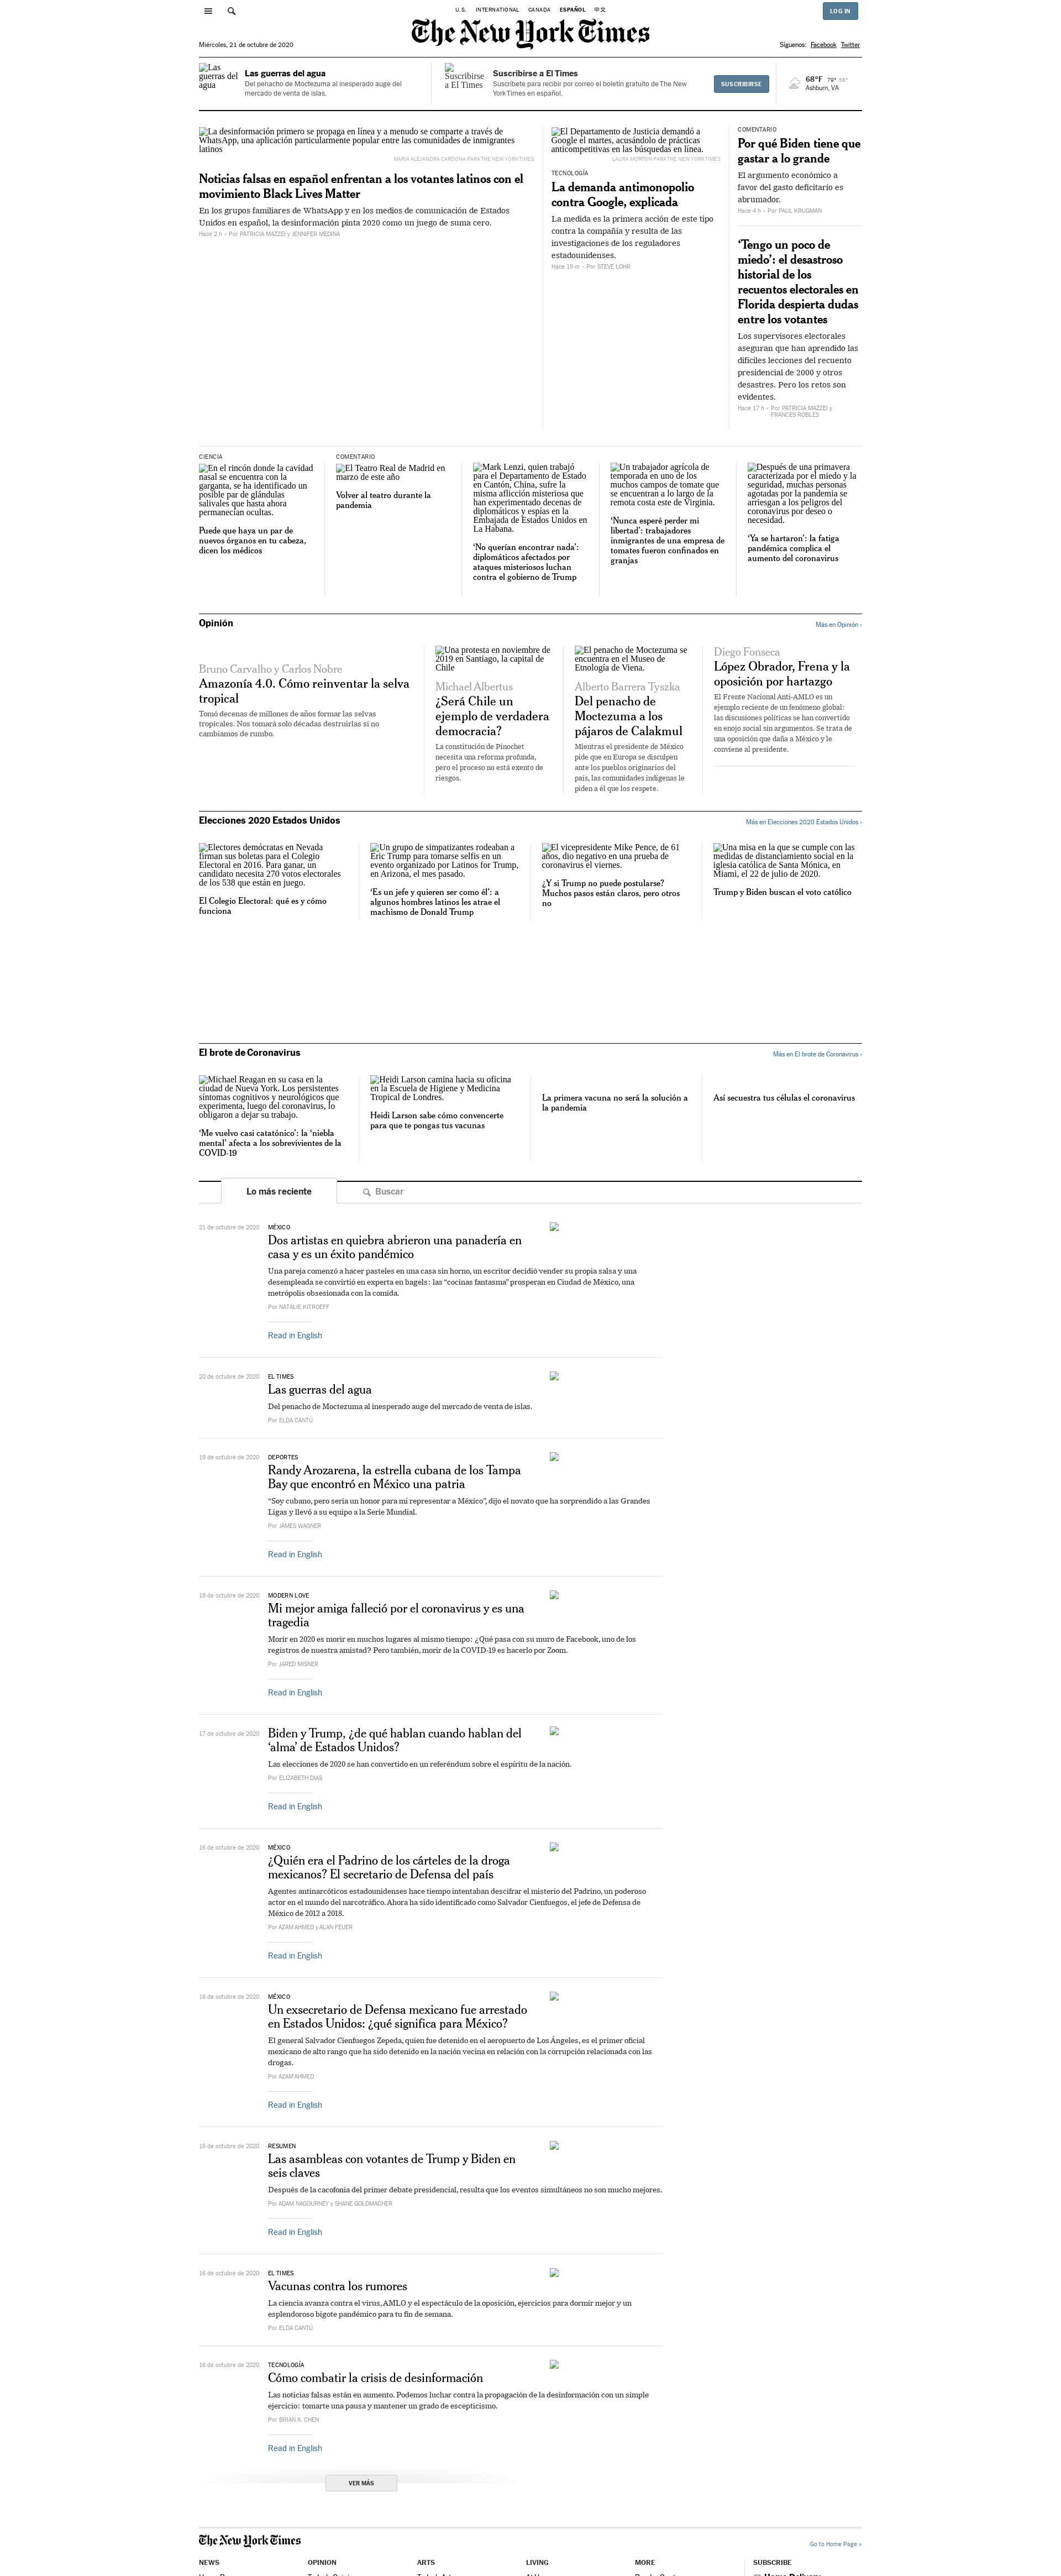 U.S. INTERNATIONAL CANADA ESPAÑOL 中文
LOG IN
The New York Times
Miércoles, 21 de octubre de 2020
Síguenos: Facebook Twitter
Las guerras del agua
Las guerras del agua
Del penacho de Moctezuma al inesperado auge del
mercado de venta de islas.
Suscribirse a El Times
Suscribirse a El Times
Suscríbete para recibir por correo el boletín gratuito de The New
York Times en español.
SUSCRIBIRSE
68°F 79° 56°
Ashburn, VA
La desinformación primero se propaga en línea y a menudo se comparte a través de
WhatsApp, una aplicación particularmente popular entre las comunidades de inmigrantes
latinos
MARIA ALEJANDRA CARDONA PARA THE NEW YORK TIMES
Noticias falsas en español enfrentan a los votantes latinos con el
movimiento Black Lives Matter
En los grupos familiares de WhatsApp y en los medios de comunicación de Estados
Unidos en español, la desinformación pinta 2020 como un juego de suma cero.
Hace 2 h - Por PATRICIA MAZZEI y JENNIFER MEDINA
El Departamento de Justicia demandó a
Google el martes, acusándolo de prácticas
anticompetitivas en las búsquedas en línea.
LAURA MORTON PARA THE NEW YORK TIMES
TECNOLOGÍA
La demanda antimonopolio
contra Google, explicada
La medida es la primera acción de este tipo
contra la compañía y resulta de las
investigaciones de los reguladores
estadounidenses.
Hace 19 m - Por STEVE LOHR
COMENTARIO
Por qué Biden tiene que
gastar a lo grande
El argumento económico a
favor del gasto deficitario es
abrumador.
Hace 4 h - Por PAUL KRUGMAN
‘Tengo un poco de
miedo’: el desastroso
historial de los
recuentos electorales en
Florida despierta dudas
entre los votantes
Los supervisores electorales
aseguran que han aprendido las
difíciles lecciones del recuento
presidencial de 2000 y otros
desastres. Pero los retos son
evidentes.
Hace 17 h - Por PATRICIA MAZZEI y
FRANCES ROBLES
CIENCIA
En el rincón donde la cavidad
nasal se encuentra con la
garganta, se ha identificado un
posible par de glándulas
salivales que hasta ahora
permanecían ocultas.
Puede que haya un par de
nuevos órganos en tu cabeza,
dicen los médicos
COMENTARIO
El Teatro Real de Madrid en
marzo de este año
Volver al teatro durante la
pandemia
Mark Lenzi, quien trabajó
para el Departamento de Estado
en Cantón, China, sufre la
misma aflicción misteriosa que
han experimentado decenas de
diplomáticos y espías en la
Embajada de Estados Unidos en
La Habana.
‘No querían encontrar nada’:
diplomáticos afectados por
ataques misteriosos luchan
contra el gobierno de Trump
Un trabajador agrícola de
temporada en uno de los
muchos campos de tomate que
se encuentran a lo largo de la
remota costa este de Virginia.
‘Nunca esperé perder mi
libertad’: trabajadores
inmigrantes de una empresa de
tomates fueron confinados en
granjas
Después de una primavera
caracterizada por el miedo y la
seguridad, muchas personas
agotadas por la pandemia se
arriesgan a los peligros del
coronavirus por deseo o
necesidad.
‘Ya se hartaron’: la fatiga
pandémica complica el
aumento del coronavirus
Opinión
Más en Opinión ›
Bruno Carvalho y Carlos Nobre
Amazonía 4.0. Cómo reinventar la selva
tropical
Tomó decenas de millones de años formar las selvas
tropicales. Nos tomará solo décadas destruirlas si no
cambiamos de rumbo.
Una protesta en noviembre de
2019 en Santiago, la capital de
Chile
Michael Albertus
¿Será Chile un
ejemplo de verdadera
democracia?
La constitución de Pinochet
necesita una reforma profunda,
pero el proceso no está exento de
riesgos.
El penacho de Moctezuma se
encuentra en el Museo de
Etnología de Viena.
Alberto Barrera Tyszka
Del penacho de
Moctezuma a los
pájaros de Calakmul
Mientras el presidente de México
pide que en Europa se disculpen
ante los pueblos originarios del
país, las comunidades indígenas le
piden a él que los respete.
Diego Fonseca
López Obrador, Frena y la
oposición por hartazgo
El Frente Nacional Anti-AMLO es un
ejemplo reciente de un fenómeno global:
las discusiones políticas se han convertido
en enojo social sin argumentos. Se trata de
una oposición que daña a México y le
conviene al presidente.
Elecciones 2020 Estados Unidos
Más en Elecciones 2020 Estados Unidos ›
Electores demócratas en Nevada
firman sus boletas para el Colegio
Electoral en 2016. Para ganar, un
candidato necesita 270 votos electorales
de los 538 que están en juego.
El Colegio Electoral: qué es y cómo
funciona
Un grupo de simpatizantes rodeaban a
Eric Trump para tomarse selfis en un
evento organizado por Latinos for Trump,
en Arizona, el mes pasado.
‘Es un jefe y quieren ser como él’: a
algunos hombres latinos les atrae el
machismo de Donald Trump
El vicepresidente Mike Pence, de 61
años, dio negativo en una prueba de
coronavirus el viernes.
¿Y si Trump no puede postularse?
Muchos pasos están claros, pero otros
no
Una misa en la que se cumple con las
medidas de distanciamiento social en la
iglesia católica de Santa Mónica, en
Miami, el 22 de julio de 2020.
Trump y Biden buscan el voto católico
El brote de Coronavirus
Más en El brote de Coronavirus ›
Michael Reagan en su casa en la
ciudad de Nueva York. Los persistentes
síntomas cognitivos y neurológicos que
experimenta, luego del coronavirus, lo
obligaron a dejar su trabajo.
‘Me vuelvo casi catatónico’: la ‘niebla
mental’ afecta a los sobrevivientes de la
COVID-19
Heidi Larson camina hacia su oficina
en la Escuela de Higiene y Medicina
Tropical de Londres.
Heidi Larson sabe cómo convencerte
para que te pongas tus vacunas
La primera vacuna no será la solución a
la pandemia
Así secuestra tus células el coronavirus
Lo más reciente
Buscar
21 de octubre de 2020
MÉXICO
Dos artistas en quiebra abrieron una panadería en
casa y es un éxito pandémico
Una pareja comenzó a hacer pasteles en una casa sin horno, un escritor decidió vender su propia salsa y una
desempleada se convirtió en experta en bagels: las “cocinas fantasma” prosperan en Ciudad de México, una
metrópolis obsesionada con la comida.
Por NATALIE KITROEFF
Read in English
20 de octubre de 2020
EL TIMES
Las guerras del agua
Del penacho de Moctezuma al inesperado auge del mercado de venta de islas.
Por ELDA CANTÚ
19 de octubre de 2020
DEPORTES
Randy Arozarena, la estrella cubana de los Tampa
Bay que encontró en México una patria
“Soy cubano, pero sería un honor para mí representar a México”, dijo el novato que ha sorprendido a las Grandes
Ligas y llevó a su equipo a la Serie Mundial.
Por JAMES WAGNER
Read in English
18 de octubre de 2020
MODERN LOVE
Mi mejor amiga falleció por el coronavirus y es una
tragedia
Morir en 2020 es morir en muchos lugares al mismo tiempo: ¿Qué pasa con su muro de Facebook, uno de los
registros de nuestra amistad? Pero también, morir de la COVID-19 es hacerlo por Zoom.
Por JARED MISNER
Read in English
17 de octubre de 2020
Biden y Trump, ¿de qué hablan cuando hablan del
‘alma’ de Estados Unidos?
Las elecciones de 2020 se han convertido en un referéndum sobre el espíritu de la nación.
Por ELIZABETH DIAS
Read in English
16 de octubre de 2020
MÉXICO
¿Quién era el Padrino de los cárteles de la droga
mexicanos? El secretario de Defensa del país
Agentes antinarcóticos estadounidenses hace tiempo intentaban descifrar el misterio del Padrino, un poderoso
actor en el mundo del narcotráfico. Ahora ha sido identificado como Salvador Cienfuegos, el jefe de Defensa de
México de 2012 a 2018.
Por AZAM AHMED y ALAN FEUER
Read in English
16 de octubre de 2020
MÉXICO
Un exsecretario de Defensa mexicano fue arrestado
en Estados Unidos: ¿qué significa para México?
El general Salvador Cienfuegos Zepeda, quien fue detenido en el aeropuerto de Los Ángeles, es el primer oficial
mexicano de alto rango que ha sido detenido en la nación vecina en relación con la corrupción relacionada con las
drogas.
Por AZAM AHMED
Read in English
16 de octubre de 2020
RESUMEN
Las asambleas con votantes de Trump y Biden en
seis claves
Después de la cacofonía del primer debate presidencial, resulta que los eventos simultáneos no son mucho mejores.
Por ADAM NAGOURNEY y SHANE GOLDMACHER
Read in English
16 de octubre de 2020
EL TIMES
Vacunas contra los rumores
La ciencia avanza contra el virus, AMLO y el espectáculo de la oposición, ejercicios para dormir mejor y un
esplendoroso bigote pandémico para tu fin de semana.
Por ELDA CANTÚ
16 de octubre de 2020
TECNOLOGÍA
Cómo combatir la crisis de desinformación
Las noticias falsas están en aumento. Podemos luchar contra la propagación de la desinformación con un simple
ejercicio: tomarte una pausa y mantener un grado de escepticismo.
Por BRIAN X. CHEN
Read in English
VER MÁS
The New York Times
Go to Home Page »
NEWS OPINION ARTS LIVING MORE SUBSCRIBE